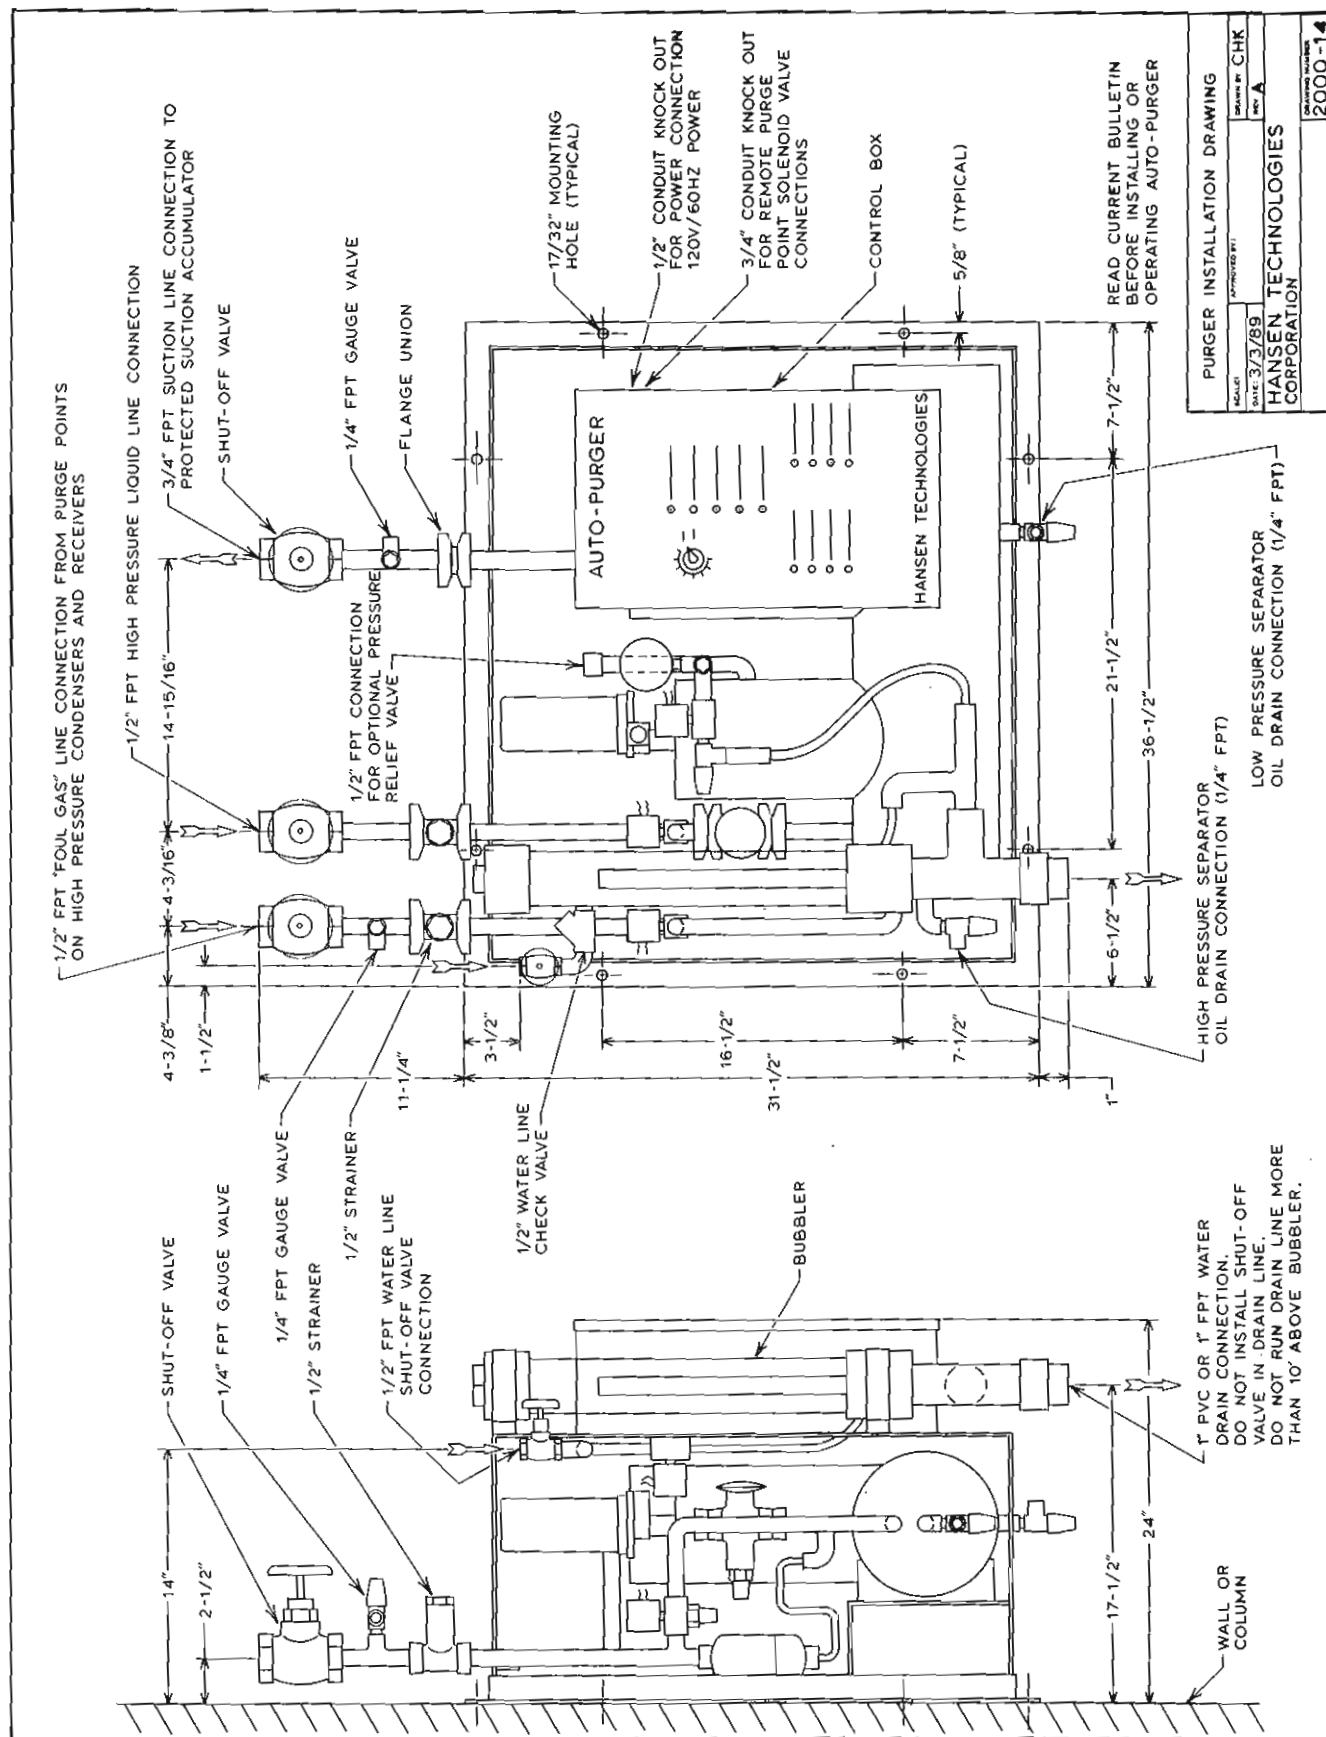 1/2" FPT "FOUL GAS" LINE CONNECTION FROM PURGE POINTS
ON HIGH PRESSURE CONDENSERS AND RECEIVERS
1/2" FPT HIGH PRESSURE LIQUID LINE CONNECTION
3/4" FPT SUCTION LINE CONNECTION TO
PROTECTED SUCTION ACCUMULATOR
SHUT-OFF VALVE
1/4" FPT GAUGE VALVE
FLANGE UNION
4-3/8"
1-1/2"
4-3/16"
14-15/16"
1/2" FPT CONNECTION
FOR OPTIONAL PRESSURE
RELIEF VALVE
17/32" MOUNTING
HOLE (TYPICAL)
1/2" CONDUIT KNOCK OUT
FOR POWER CONNECTION
120V/60HZ POWER
3/4" CONDUIT KNOCK OUT
FOR REMOTE PURGE
POINT SOLENOID VALVE
CONNECTIONS
CONTROL BOX
5/8" (TYPICAL)
AUTO-PURGER
HANSEN TECHNOLOGIES
11-1/4"
3-1/2"
16-1/2"
31-1/2"
7-1/2"
1"
6-1/2"
21-1/2"
7-1/2"
36-1/2"
HIGH PRESSURE SEPARATOR
OIL DRAIN CONNECTION (1/4" FPT)
LOW PRESSURE SEPARATOR
OIL DRAIN CONNECTION (1/4" FPT)
READ CURRENT BULLETIN
BEFORE INSTALLING OR
OPERATING AUTO-PURGER
SHUT-OFF VALVE
1/4" FPT GAUGE VALVE
1/4" FPT GAUGE VALVE
1/2" STRAINER
1/2" STRAINER
1/2" FPT WATER LINE
SHUT-OFF VALVE
CONNECTION
1/2" WATER LINE
CHECK VALVE
BUBBLER
14"
2-1/2"
17-1/2"
24"
WALL OR
COLUMN
1" PVC OR 1" FPT WATER
DRAIN CONNECTION.
DO NOT INSTALL SHUT-OFF
VALVE IN DRAIN LINE.
DO NOT RUN DRAIN LINE MORE
THAN 10' ABOVE BUBBLER.
PURGER INSTALLATION DRAWING
SCALE:
APPROVED BY:
DRAWN BY CHK
DATE: 3/3/89
REV A
HANSEN TECHNOLOGIES
CORPORATION
DRAWING NUMBER
2000-14